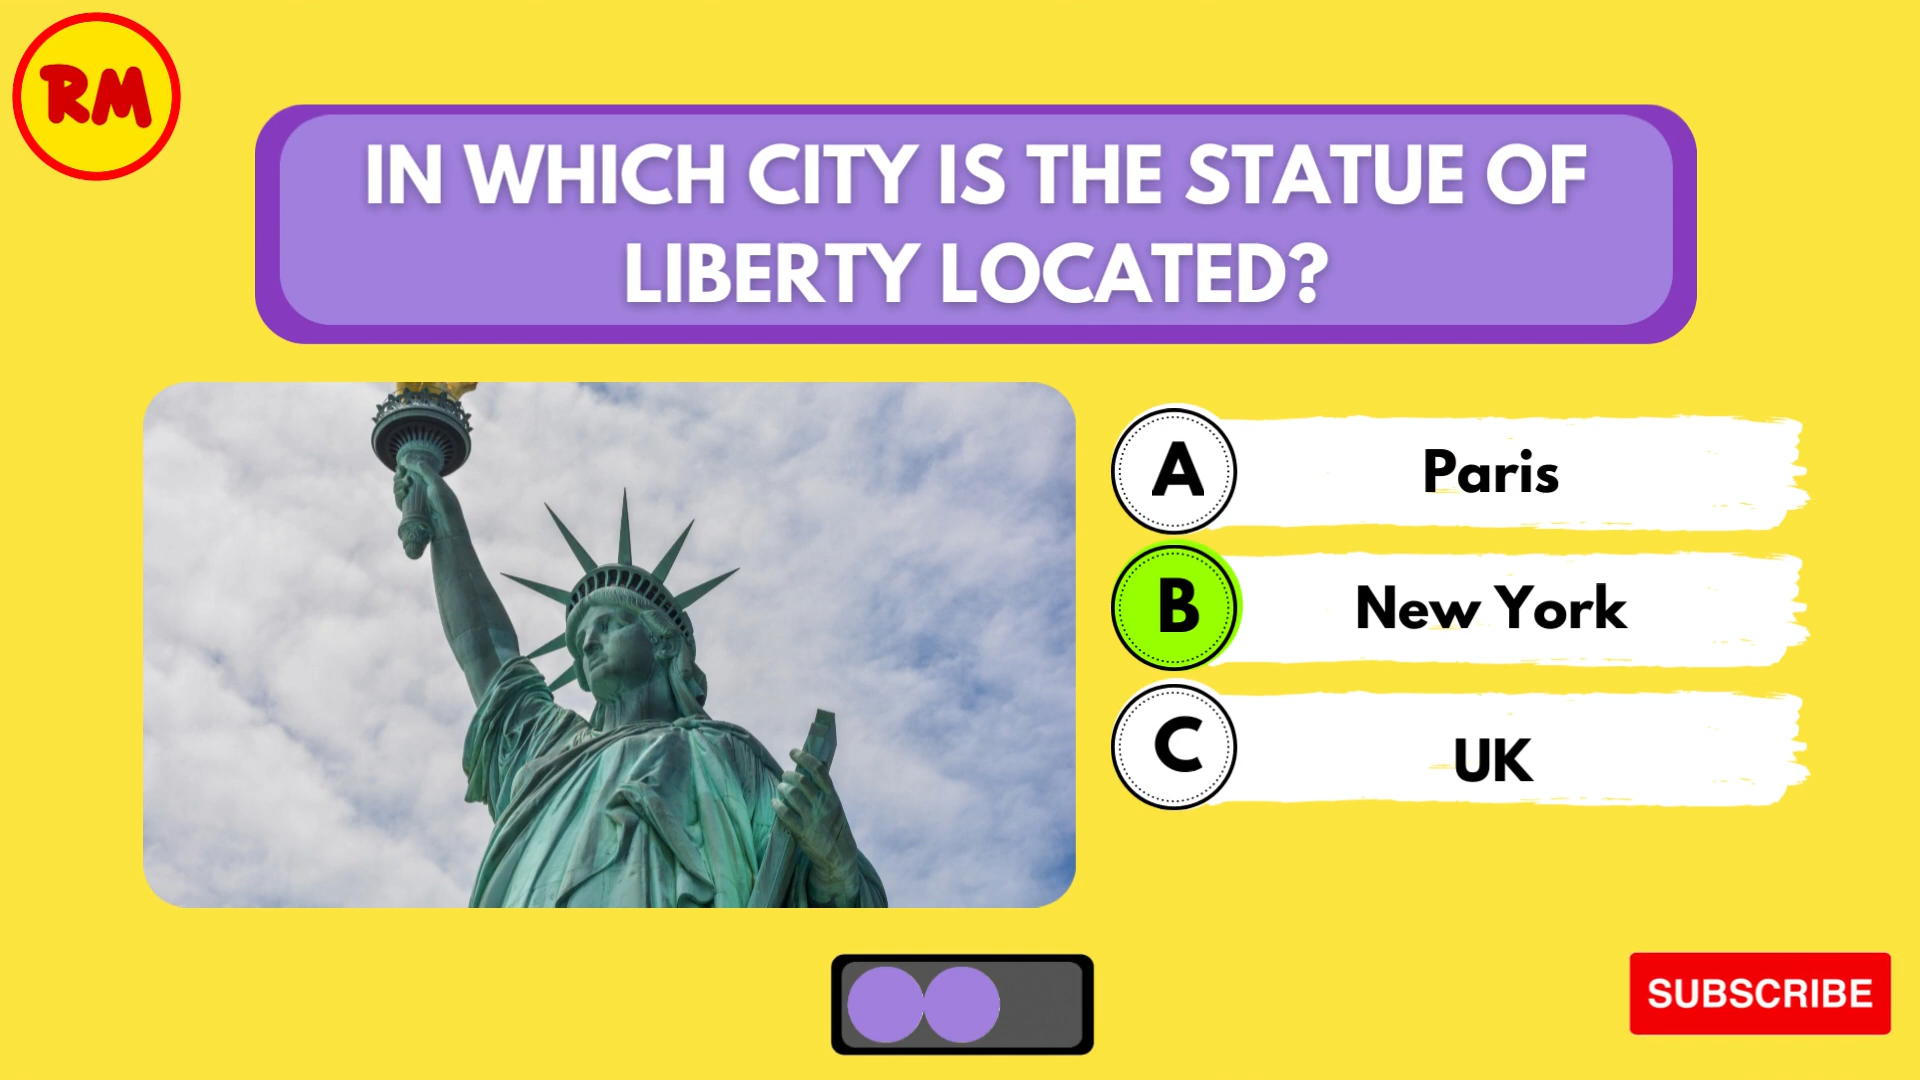 RM
IN WHICH CITY IS THE STATUE OF
LIBERTY LOCATED?
A Paris
B New York
C UK
SUBSCRIBE